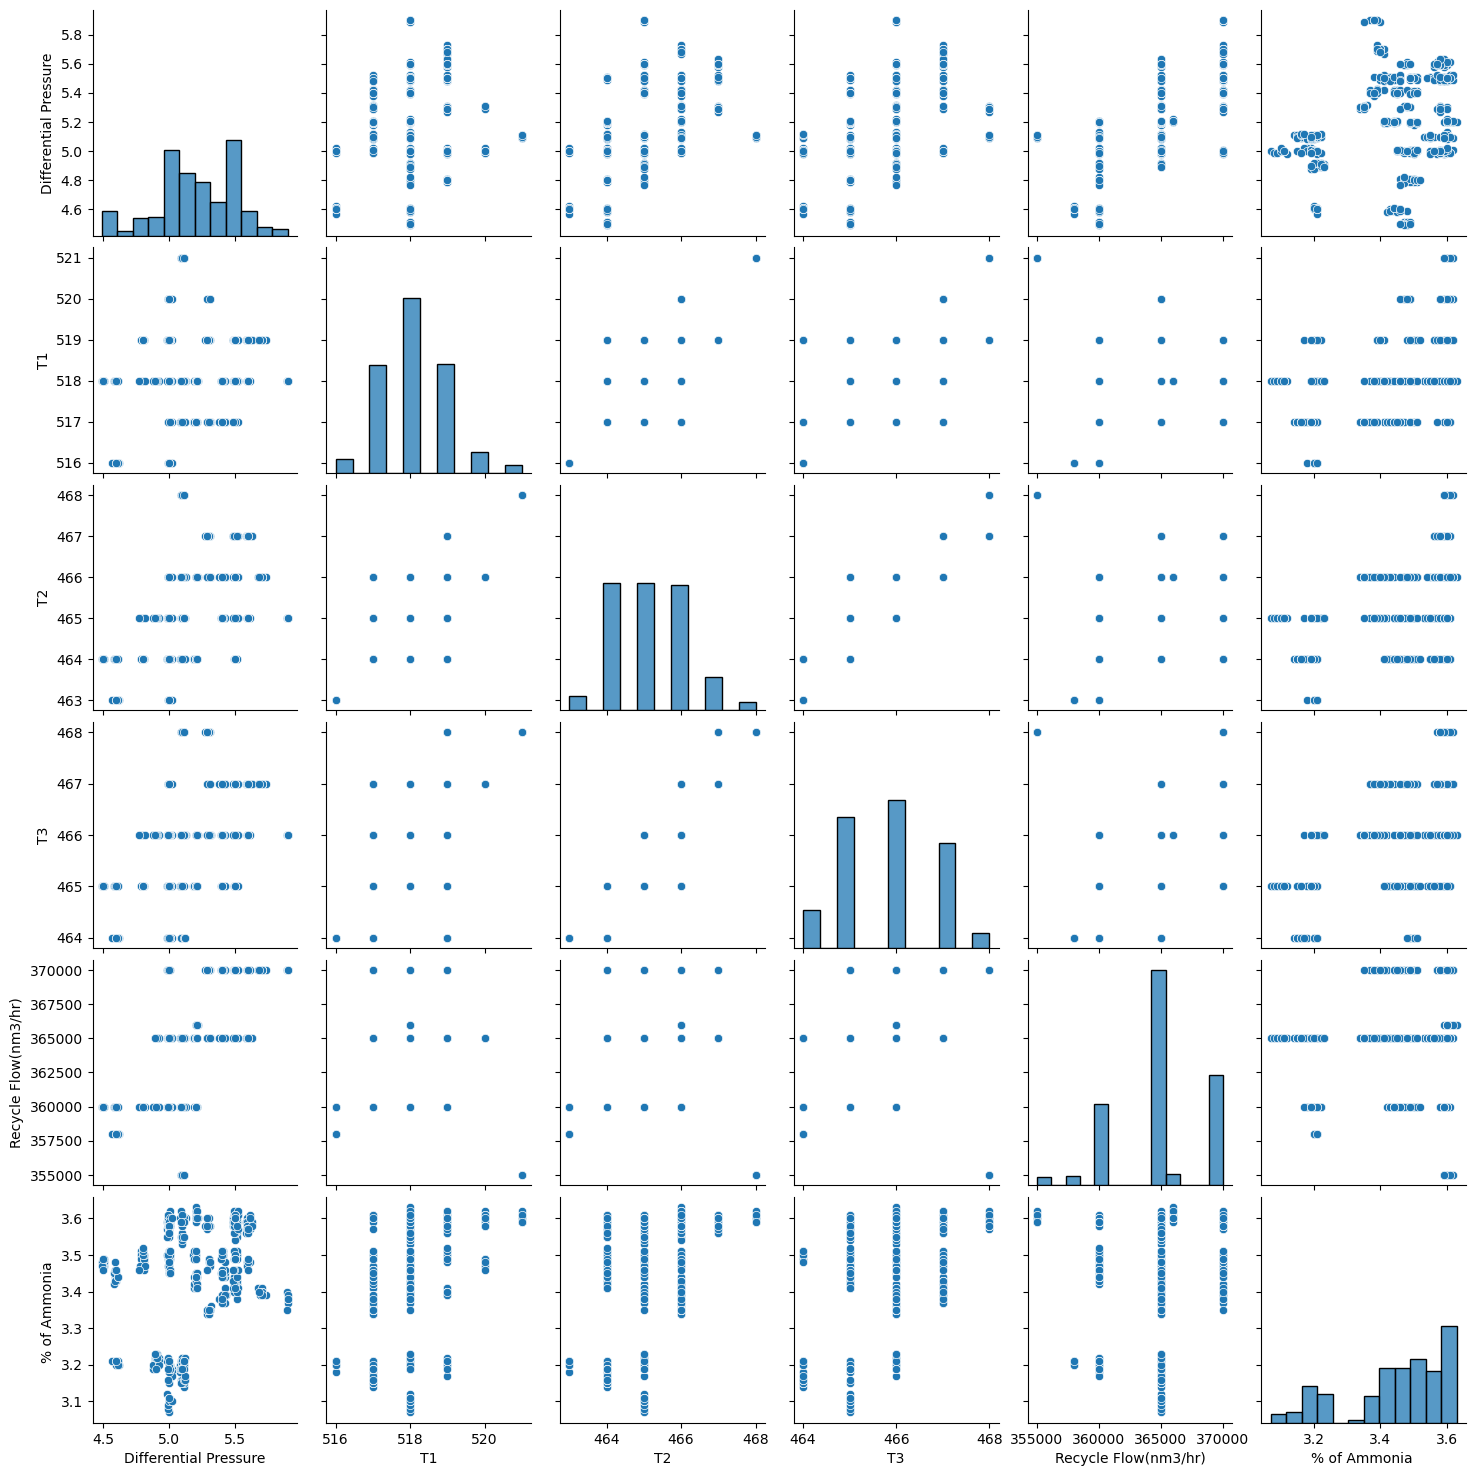 5.8
5.6
5.4
5.2
5.0
4.8
4.6
Differential Pressure
521
520
519
518
517
516
T1
468
467
466
465
464
463
T2
468
467
466
465
464
T3
370000
367500
365000
362500
360000
357500
355000
Recycle Flow(nm3/hr)
3.6
3.5
3.4
3.3
3.2
3.1
% of Ammonia
4.5 5.0 5.5
516 518 520
464 466 468
464 466 468
355000 360000 365000 370000
3.2 3.4 3.6
Differential Pressure
T1
T2
T3
Recycle Flow(nm3/hr)
% of Ammonia